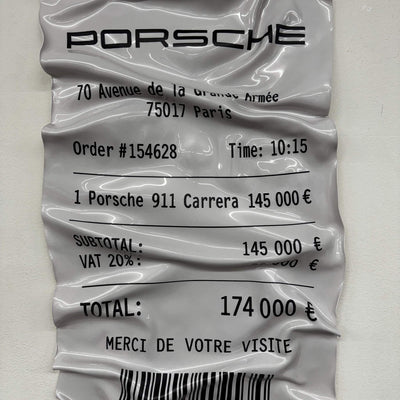 PORSCHE
70 Avenue de la Grande Armée
75017 Paris
Order #154628 Time: 10:15
1 Porsche 911 Carrera 145 000 €
SUBTOTAL: 145 000 €
VAT 20%: 000 €
TOTAL: 174 000 €
MERCI DE VOTRE VISITE